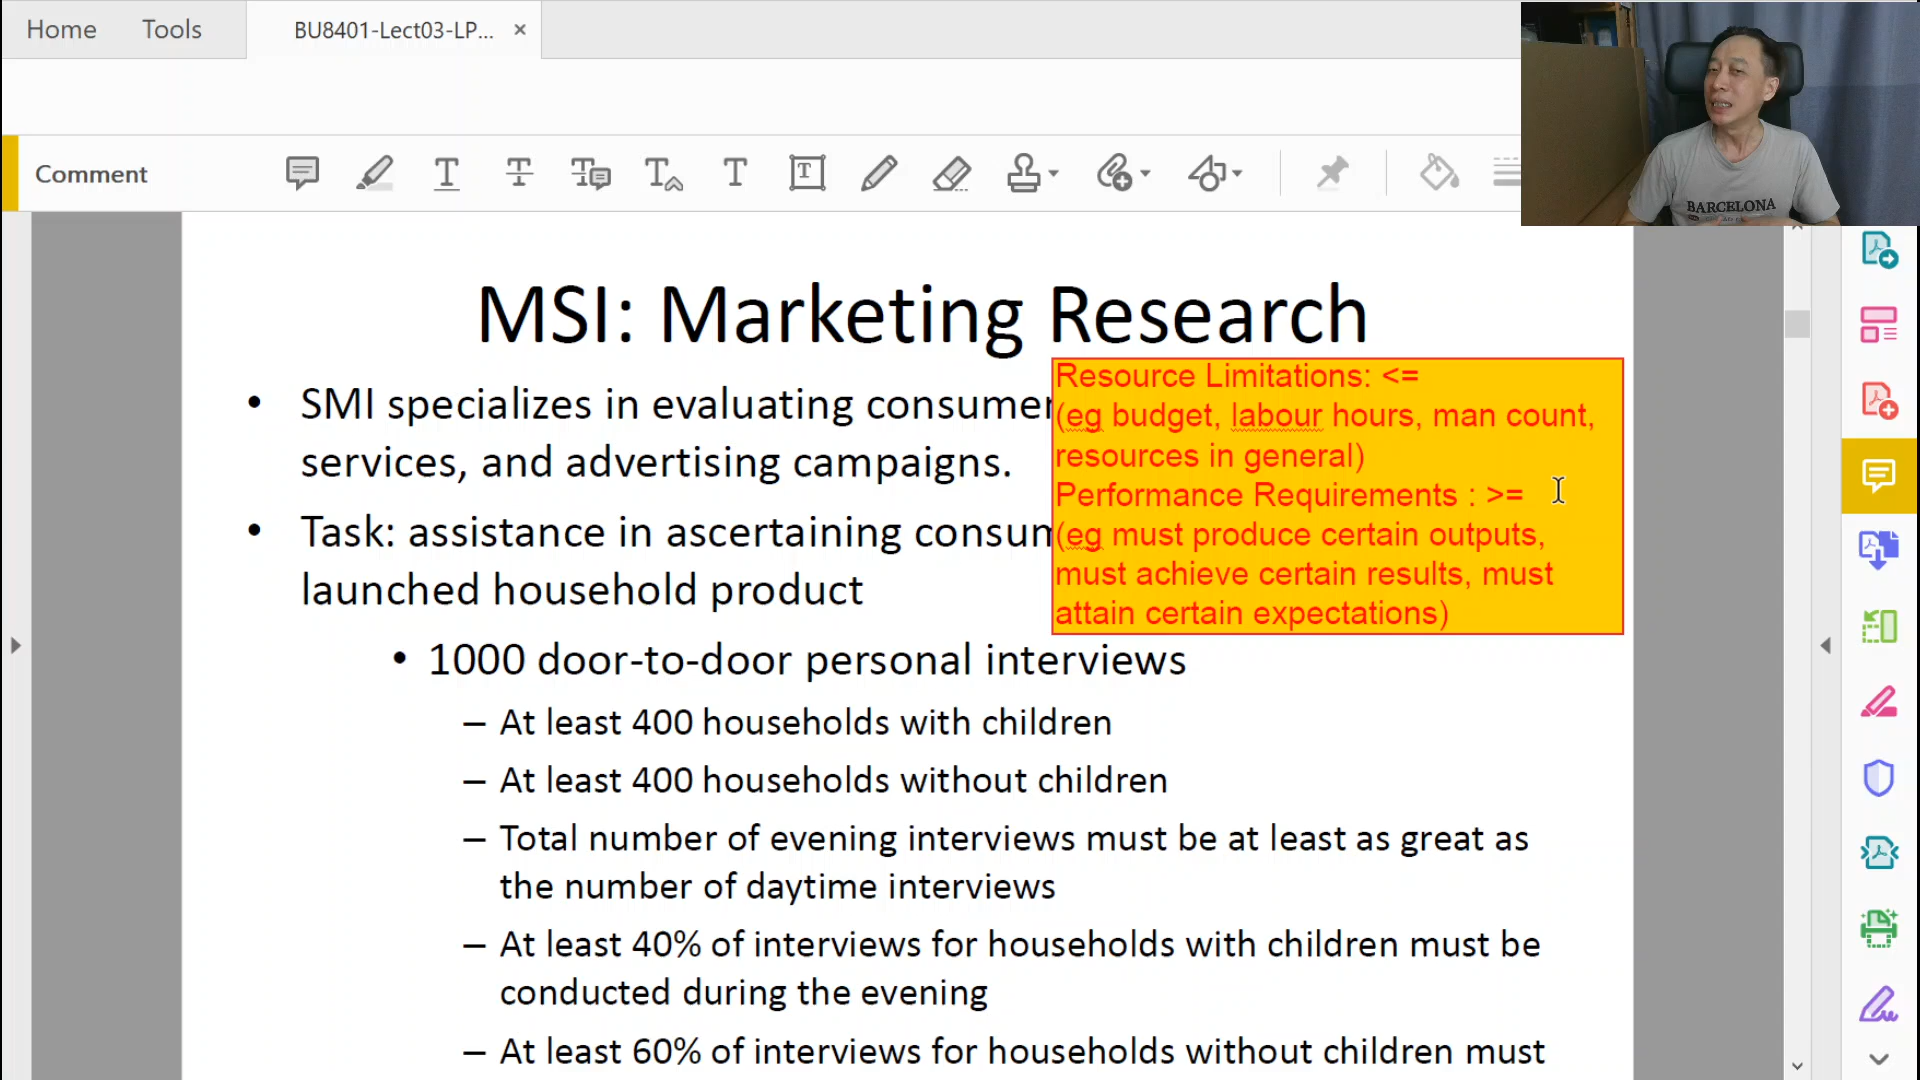 Home
Tools
BU8401-Lect03-LP...
Comment
BARCELONA
MSI: Marketing Research
• SMI specializes in evaluating consumer
services, and advertising campaigns.
• Task: assistance in ascertaining consum
launched household product
Resource Limitations: <=
(eg budget, labour hours, man count,
resources in general)
Performance Requirements : >=
(eg must produce certain outputs,
must achieve certain results, must
attain certain expectations)
• 1000 door-to-door personal interviews
– At least 400 households with children
– At least 400 households without children
– Total number of evening interviews must be at least as great as
the number of daytime interviews
– At least 40% of interviews for households with children must be
conducted during the evening
– At least 60% of interviews for households without children must